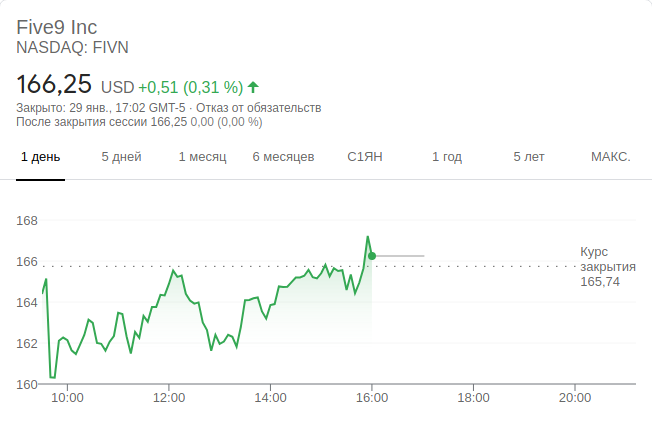 Five9 Inc
NASDAQ: FIVN
166,25 USD +0,51 (0,31 %)
Закрыто: 29 янв., 17:02 GMT-5 · Отказ от обязательств
После закрытия сессии 166,25 0,00 (0,00 %)
1 день 5 дней 1 месяц 6 месяцев С1ЯН 1 год 5 лет МАКС.
168
166
164
162
160
Курс
закрытия
165,74
10:00 12:00 14:00 16:00 18:00 20:00